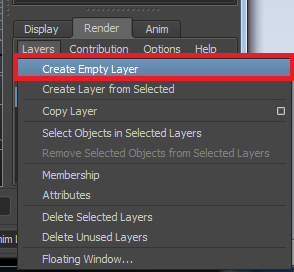 Display Render Anim
Layers Contribution Options Help
Create Empty Layer
Create Layer from Selected
Copy Layer
Select Objects in Selected Layers
Remove Selected Objects from Selected Layers
Membership
Attributes
Delete Selected Layers
Delete Unused Layers
Floating Window...